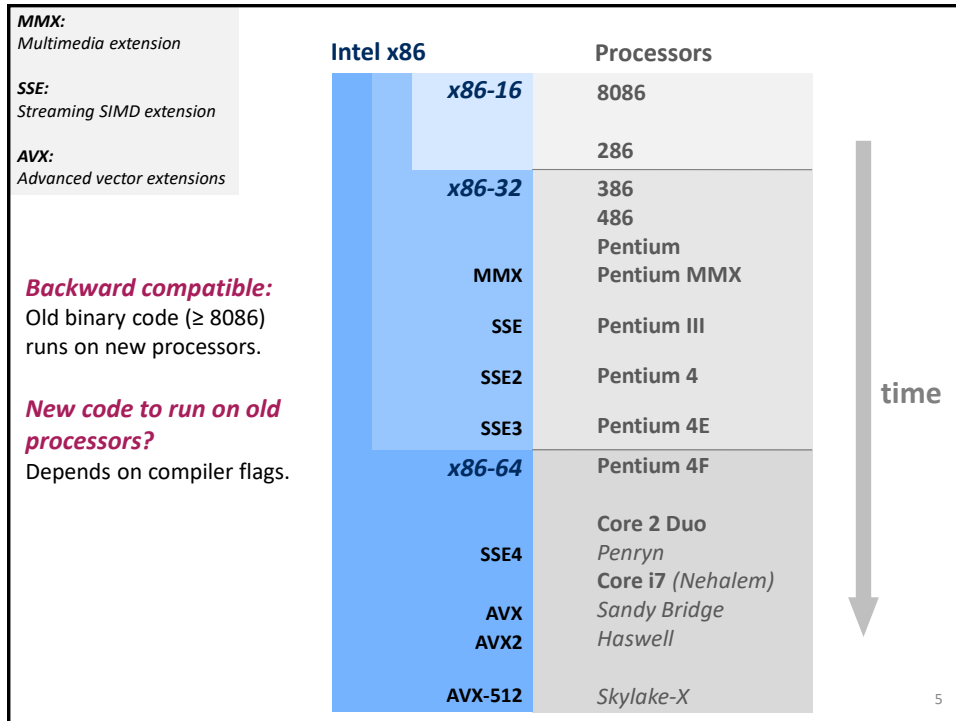 MMX:
Multimedia extension
SSE:
Streaming SIMD extension
AVX:
Advanced vector extensions
Backward compatible:
Old binary code (≥ 8086)
runs on new processors.
New code to run on old
processors?
Depends on compiler flags.
Intel x86
Processors
x86-16
8086
286
x86-32
386
486
Pentium
MMX
Pentium MMX
SSE
Pentium III
SSE2
Pentium 4
SSE3
Pentium 4E
x86-64
Pentium 4F
Core 2 Duo
SSE4
Penryn
Core i7 (Nehalem)
AVX
Sandy Bridge
AVX2
Haswell
AVX-512
Skylake-X
time
5